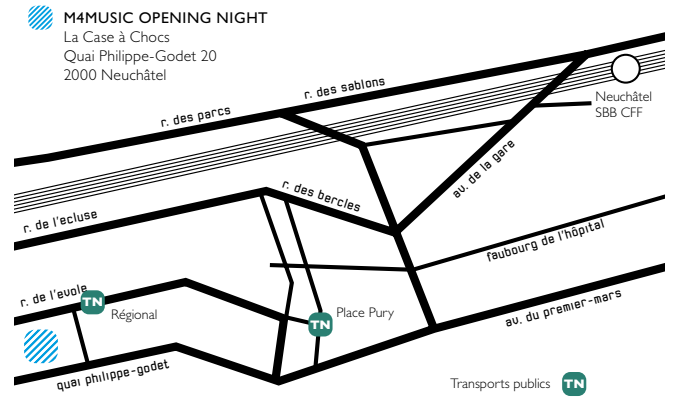 M4MUSIC OPENING NIGHT
La Case à Chocs
Quai Philippe-Godet 20
2000 Neuchâtel
r. des parcs
r. des sablons
Neuchâtel
SBB CFF
av. de la gare
r. des bercles
r. de l'ecluse
faubourg de l'hôpital
r. de l'evole
TN
Régional
TN
Place Pury
av. du premier-mars
quai philippe-godet
Transports publics TN